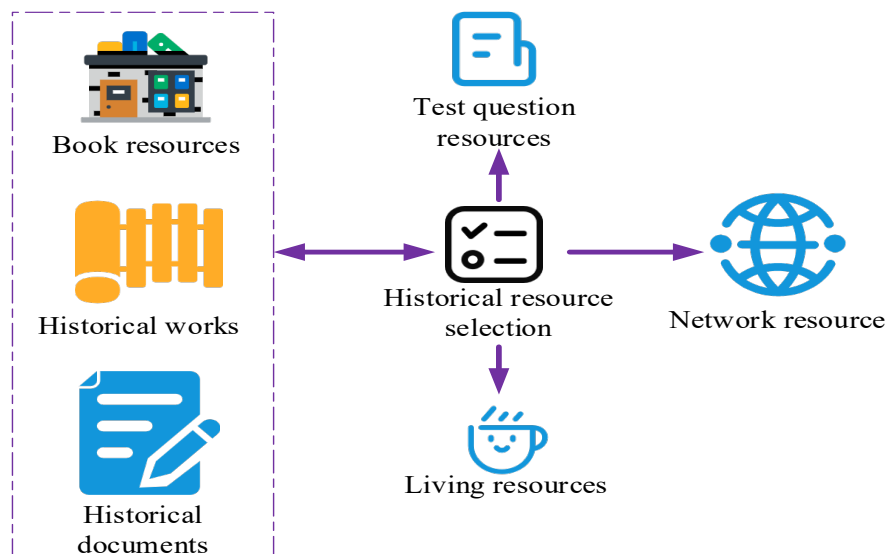 Book resources
Historical works
Historical
documents
Test question
resources
Historical resource
selection
Living resources
Network resource